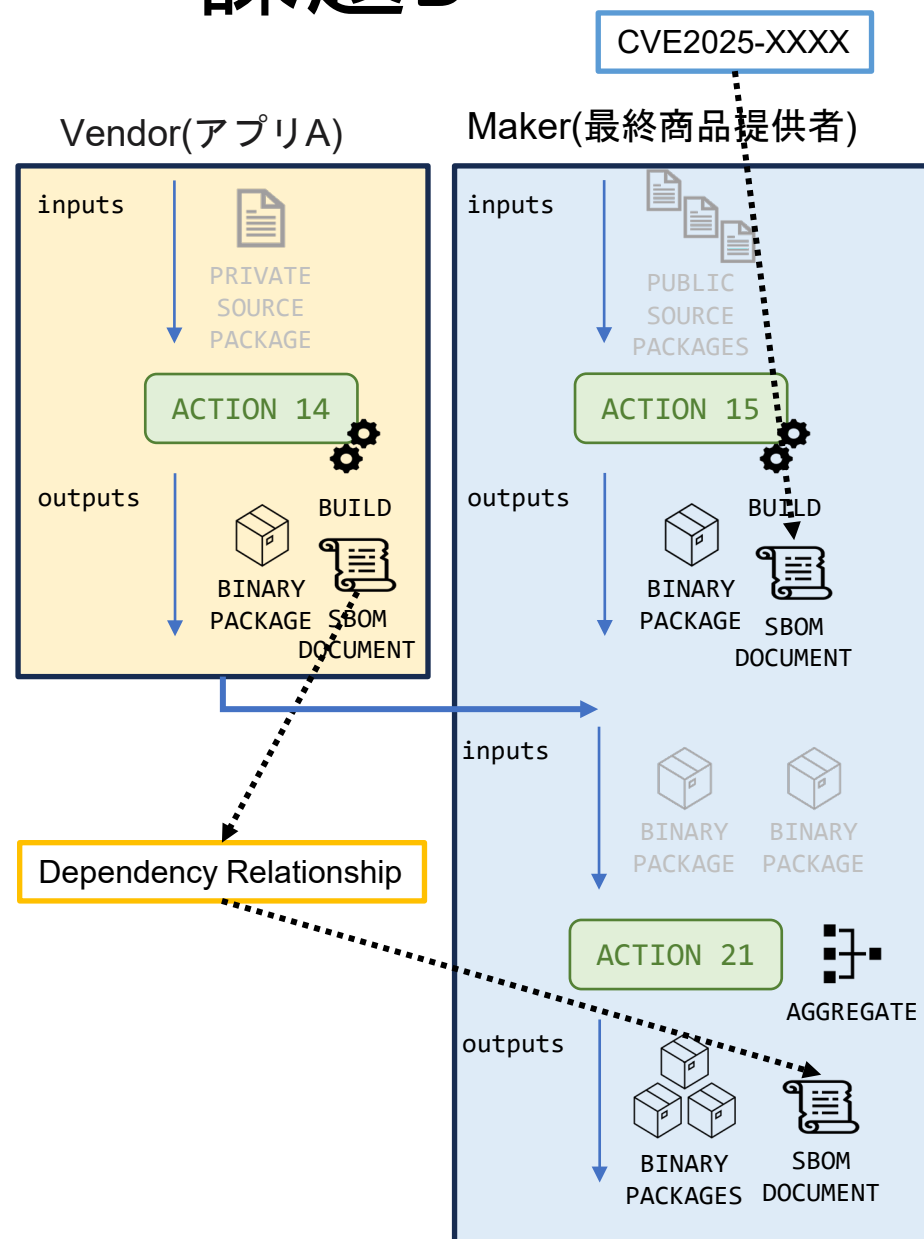 CVE2025-XXXX
Vendor(アプリA)
Maker(最終商品提供者)
inputs
PRIVATE
SOURCE
PACKAGE
ACTION 14
outputs
BUILD
BINARY
PACKAGE
SBOM
DOCUMENT
inputs
PUBLIC
SOURCE
PACKAGES
ACTION 15
outputs
BUILD
BINARY
PACKAGE
SBOM
DOCUMENT
Dependency Relationship
inputs
BINARY
PACKAGE
BINARY
PACKAGE
ACTION 21
AGGREGATE
outputs
BINARY
PACKAGES
SBOM
DOCUMENT